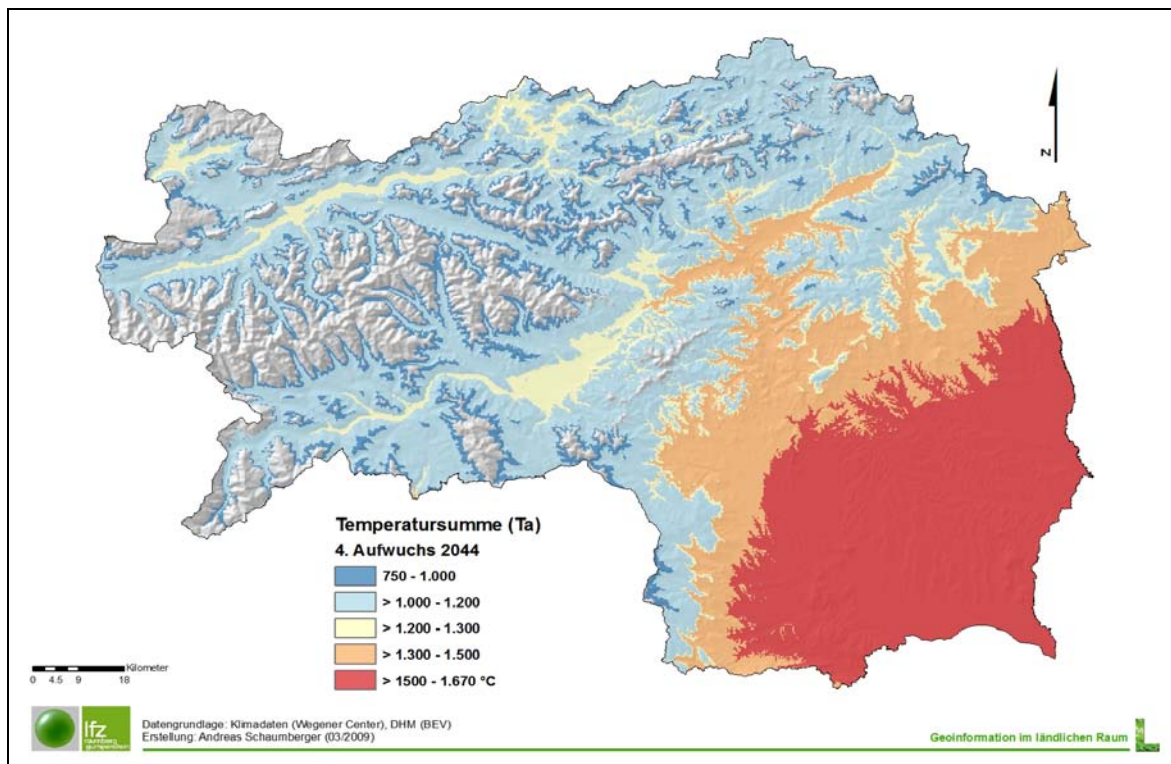 N
Temperatursumme (Ta)
4. Aufwuchs 2044
750 - 1.000
> 1.000 - 1.200
> 1.200 - 1.300
> 1.300 - 1.500
> 1500 - 1.670 °C
Kilometer
0 4.5 9 18
lfz
raumberg
gumpenstein
Datengrundlage: Klimadaten (Wegener Center), DHM (BEV)
Erstellung: Andreas Schaumberger (03/2009)
Geoinformation im ländlichen Raum